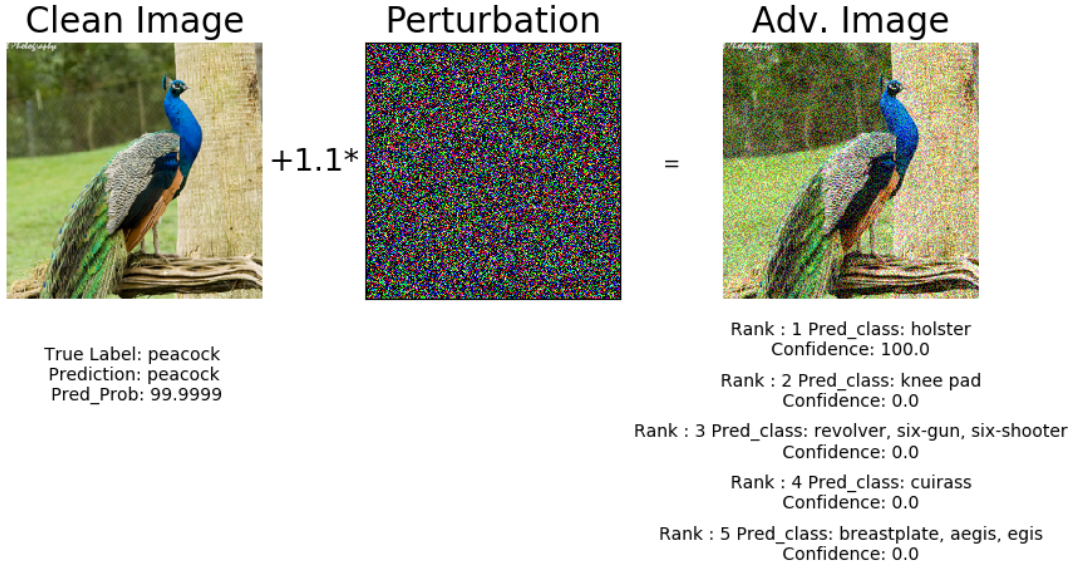 Clean Image
Perturbation
Adv. Image
Photography
Photography
+1.1*
=
True Label: peacock
Prediction: peacock
Pred_Prob: 99.9999
Rank : 1 Pred_class: holster
Confidence: 100.0
Rank : 2 Pred_class: knee pad
Confidence: 0.0
Rank : 3 Pred_class: revolver, six-gun, six-shooter
Confidence: 0.0
Rank : 4 Pred_class: cuirass
Confidence: 0.0
Rank : 5 Pred_class: breastplate, aegis, egis
Confidence: 0.0